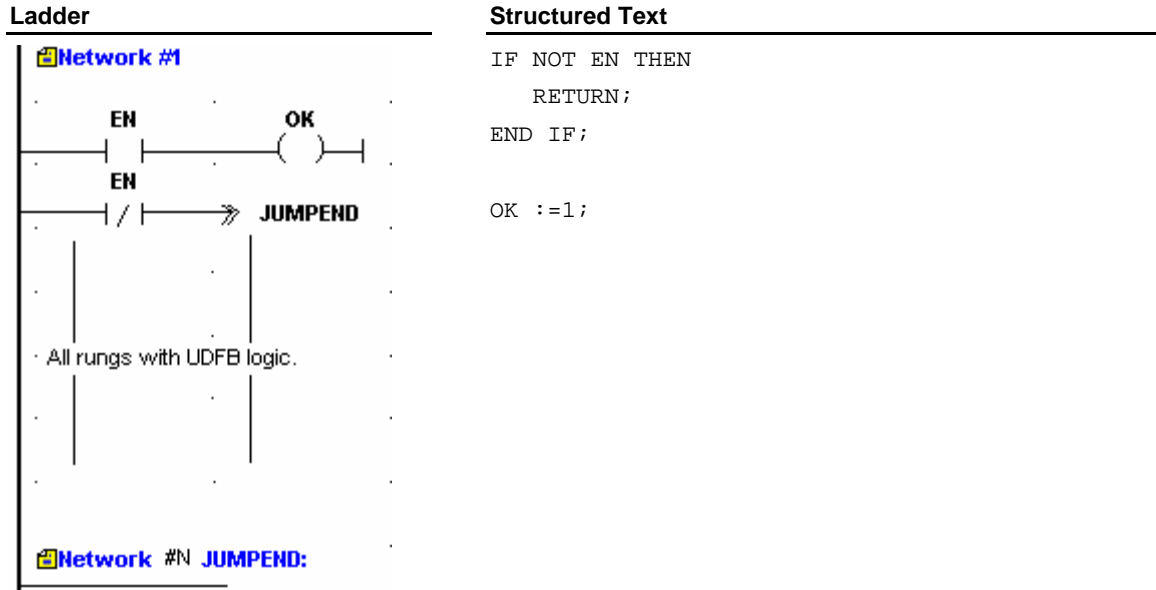 Ladder
Structured Text
Network #1
EN
OK
EN
JUMPEND
All rungs with UDFB logic.
Network #N JUMPEND:
IF NOT EN THEN
RETURN;
END IF;
OK :=1;